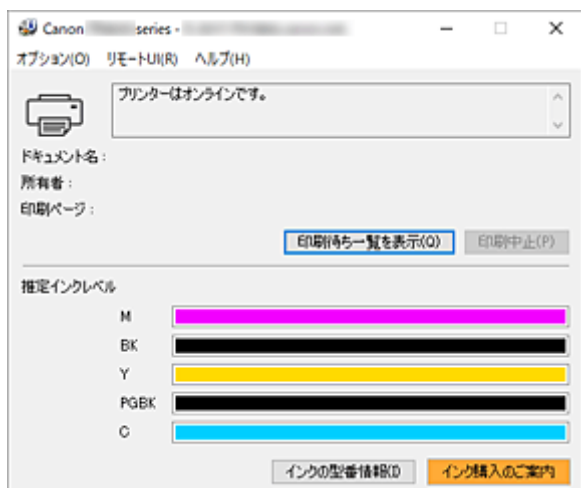 Canon series -
オプション(O) リモートUI(R) ヘルプ(H)
プリンターはオンラインです。
ドキュメント名 :
所有者 :
印刷ページ :
印刷待ち一覧を表示(Q) 印刷中止(P)
推定インクレベル
M
BK
Y
PGBK
C
インクの型番情報(I) インク購入のご案内